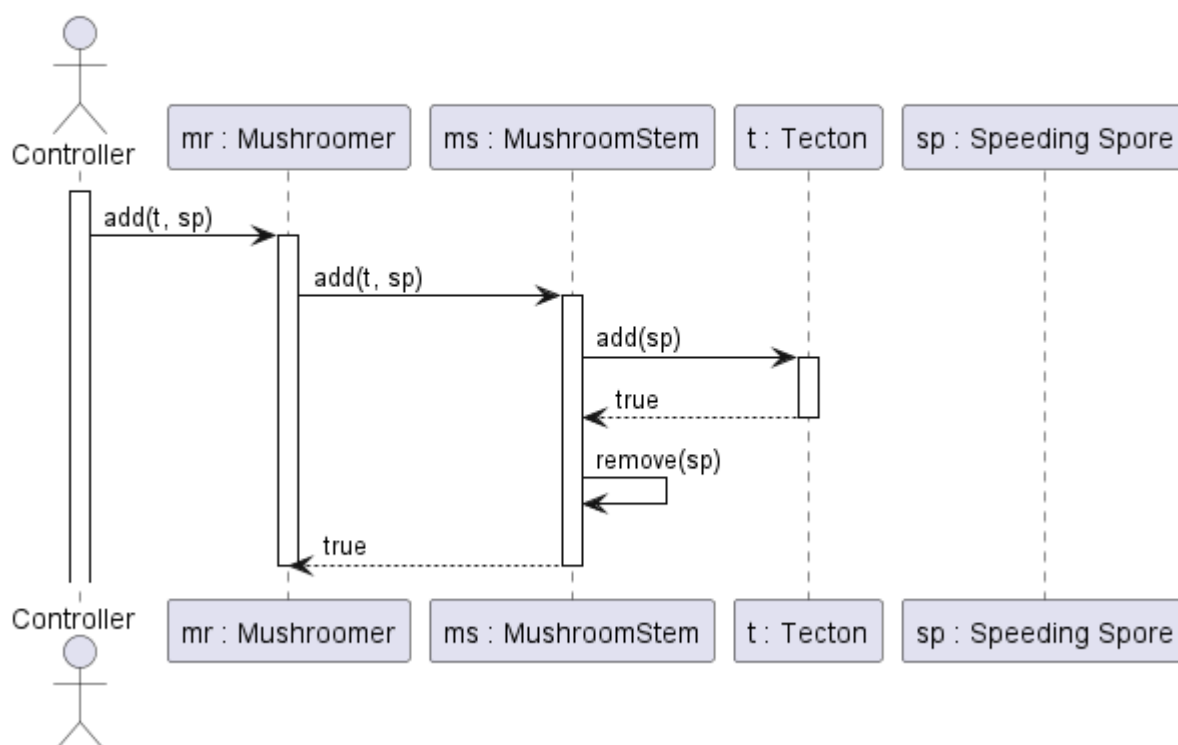 Controller
mr : Mushroomer
ms : MushroomStem
t : Tecton
sp : Speeding Spore
add(t, sp)
add(t, sp)
add(sp)
true
remove(sp)
true
Controller
mr : Mushroomer
ms : MushroomStem
t : Tecton
sp : Speeding Spore